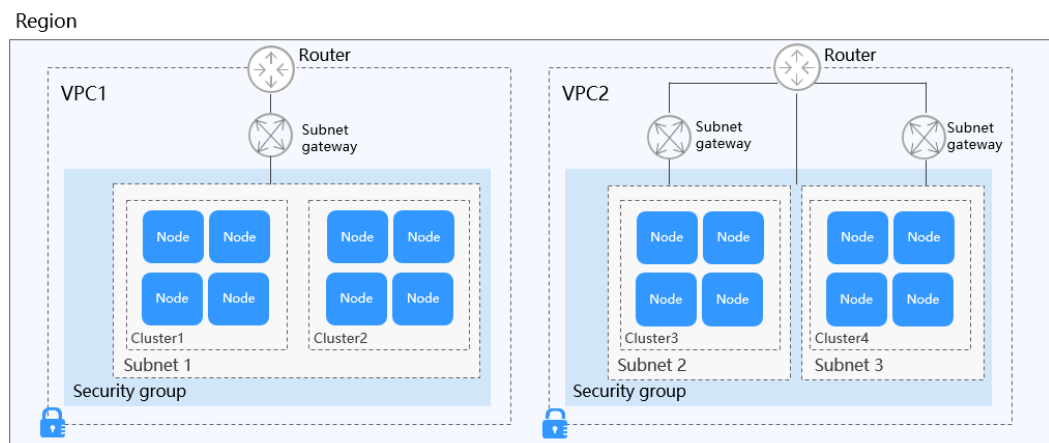 Region
Router
VPC1
Subnet
gateway
Node Node Node Node
Node Node Node Node
Cluster1 Cluster2
Subnet 1
Security group
Router
VPC2
Subnet
gateway
Subnet
gateway
Node Node Node Node
Node Node Node Node
Cluster3 Cluster4
Subnet 2 Subnet 3
Security group